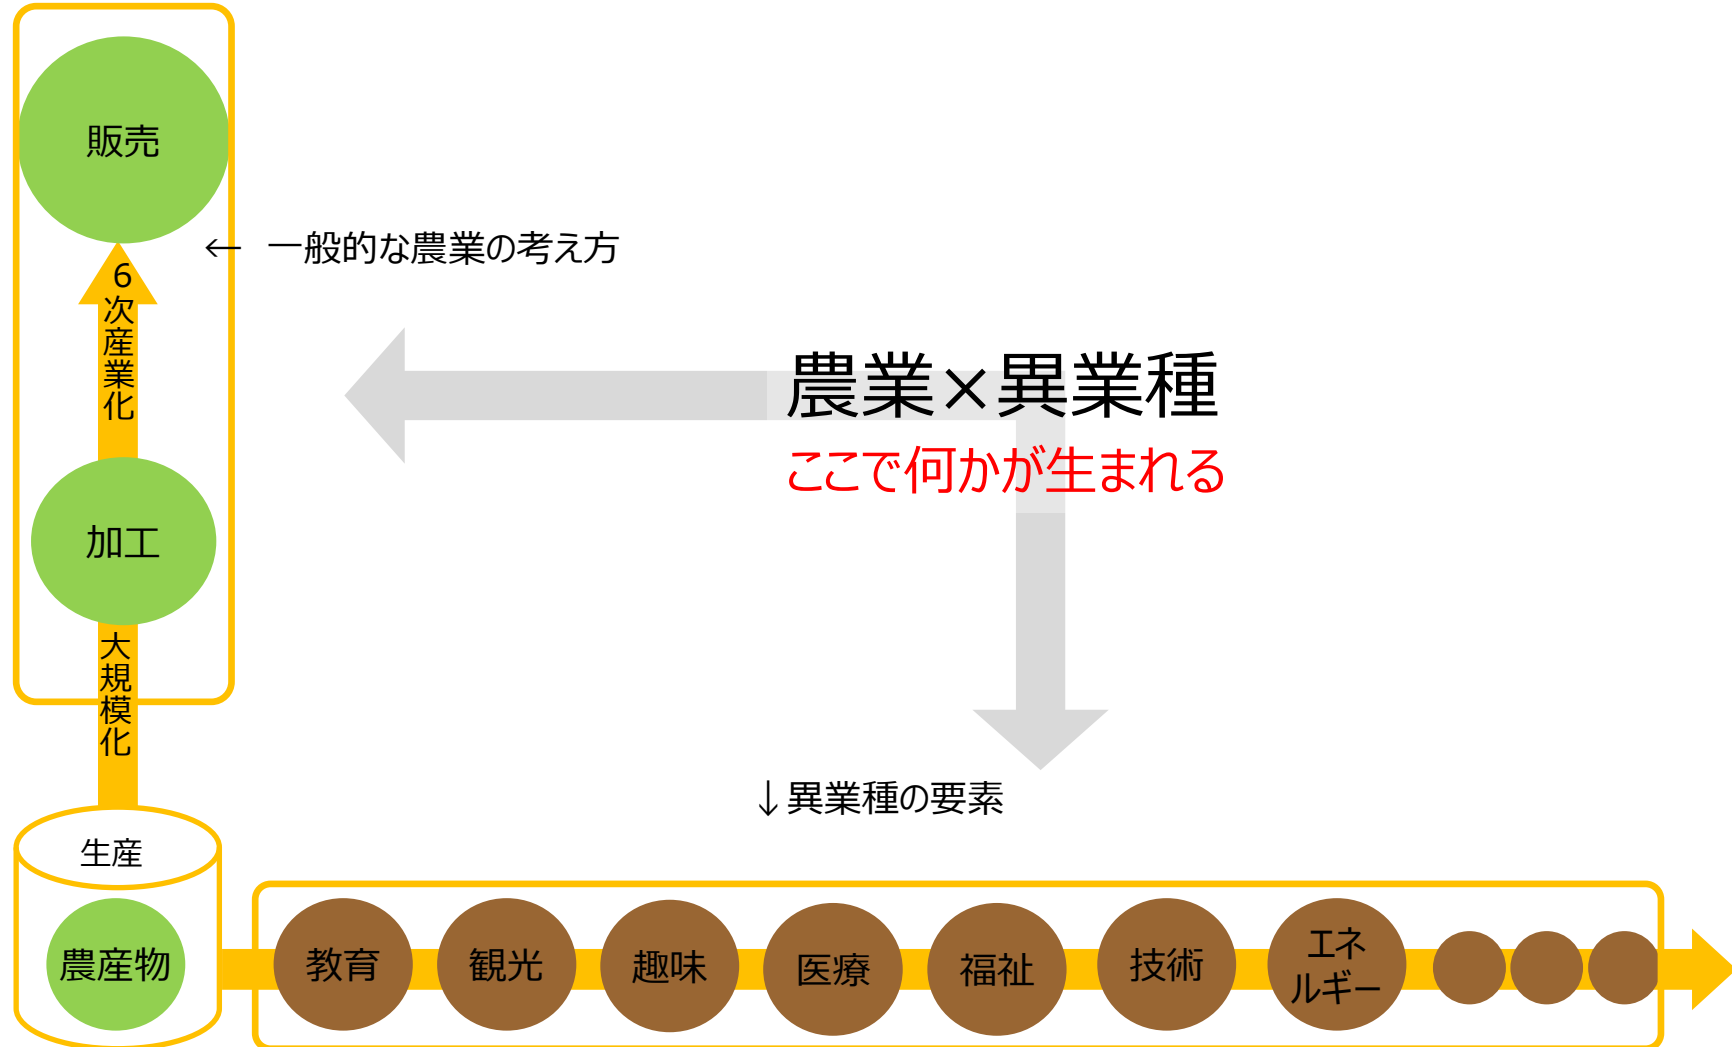 販売
← 一般的な農業の考え方
6次産業化
農業×異業種
ここで何かが生まれる
加工
大規模化
↓異業種の要素
生産
農産物
教育
観光
趣味
医療
福祉
技術
エネ
ルギー